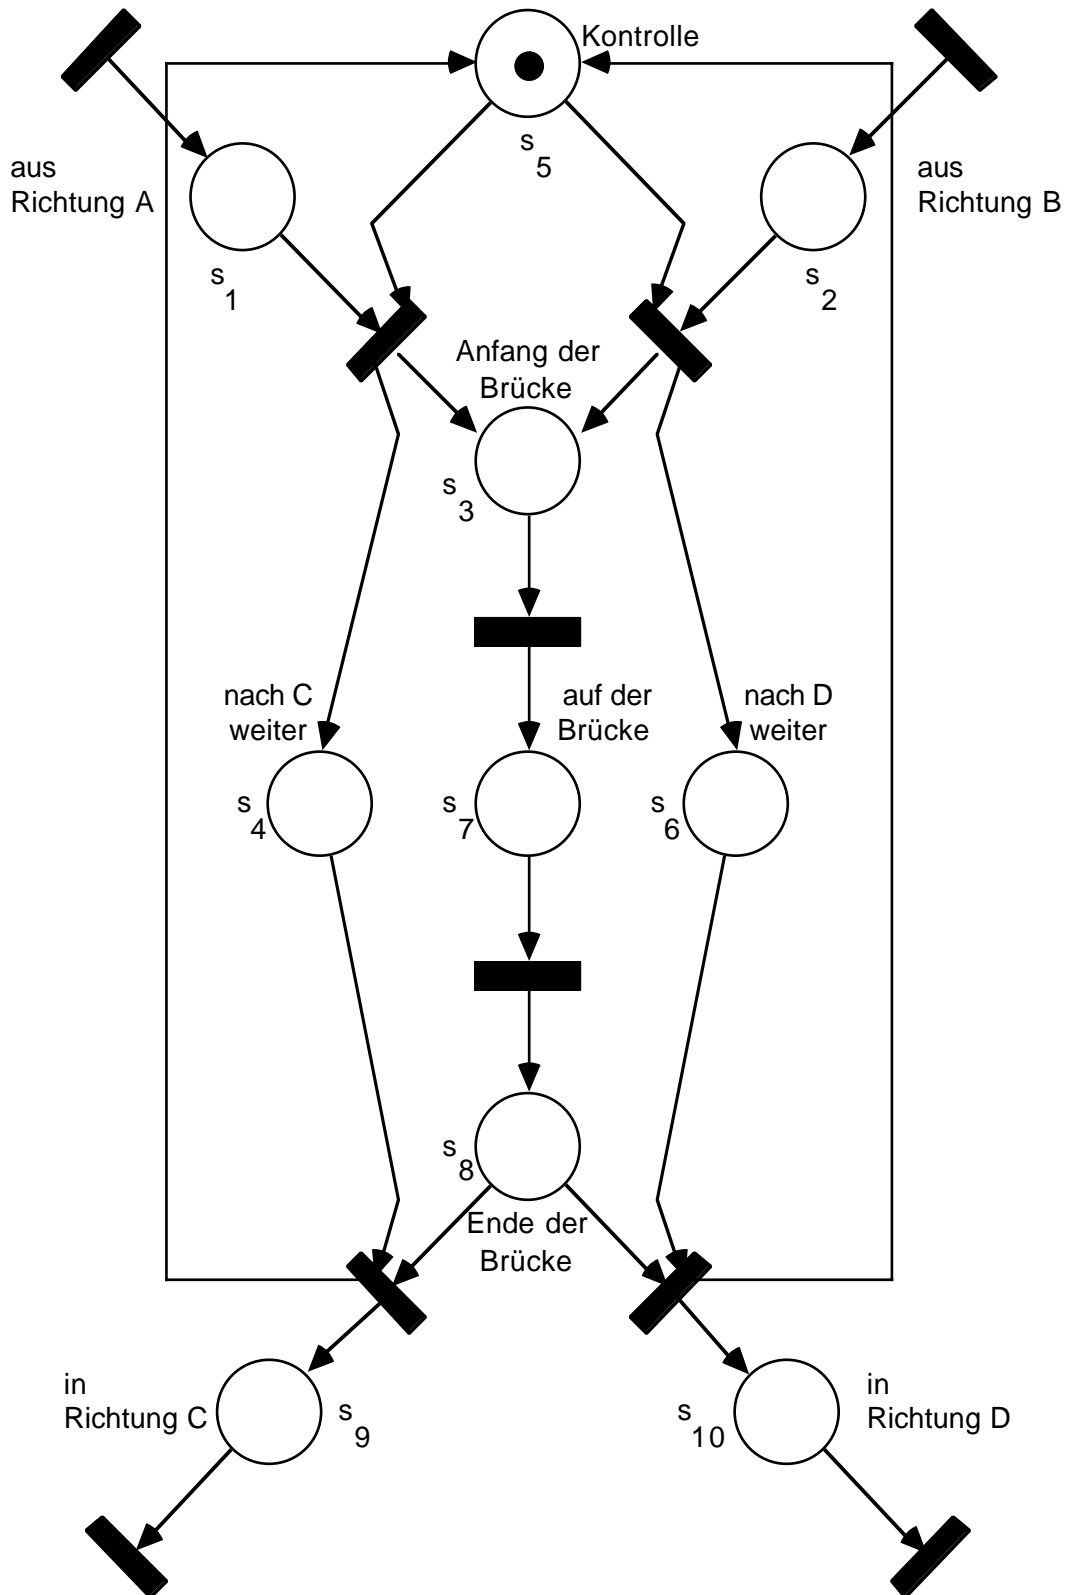 Kontrolle
s
5
aus
Richtung A
aus
Richtung B
s
1
s
2
Anfang der
Brücke
s
3
nach C
weiter
auf der
Brücke
nach D
weiter
s
4
s
7
s
6
s
8
Ende der
Brücke
in
Richtung C
s
9
s
10
in
Richtung D